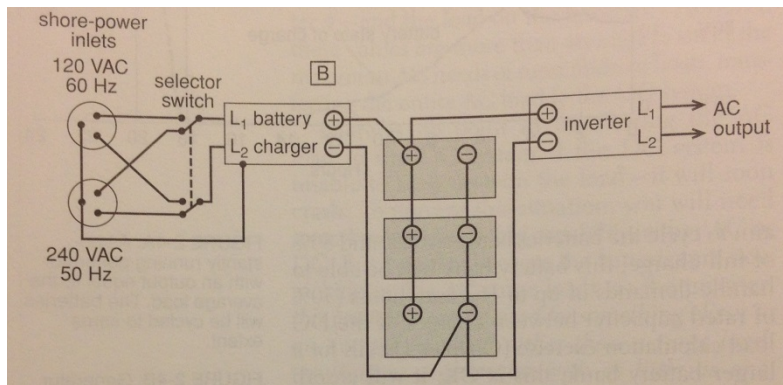 shore-power
inlets
120 VAC
60 Hz
selector
switch
B
L1 battery +
L2 charger −
240 VAC
50 Hz
+ −
+ −
+ −
+ inverter L1
− L2
AC
output